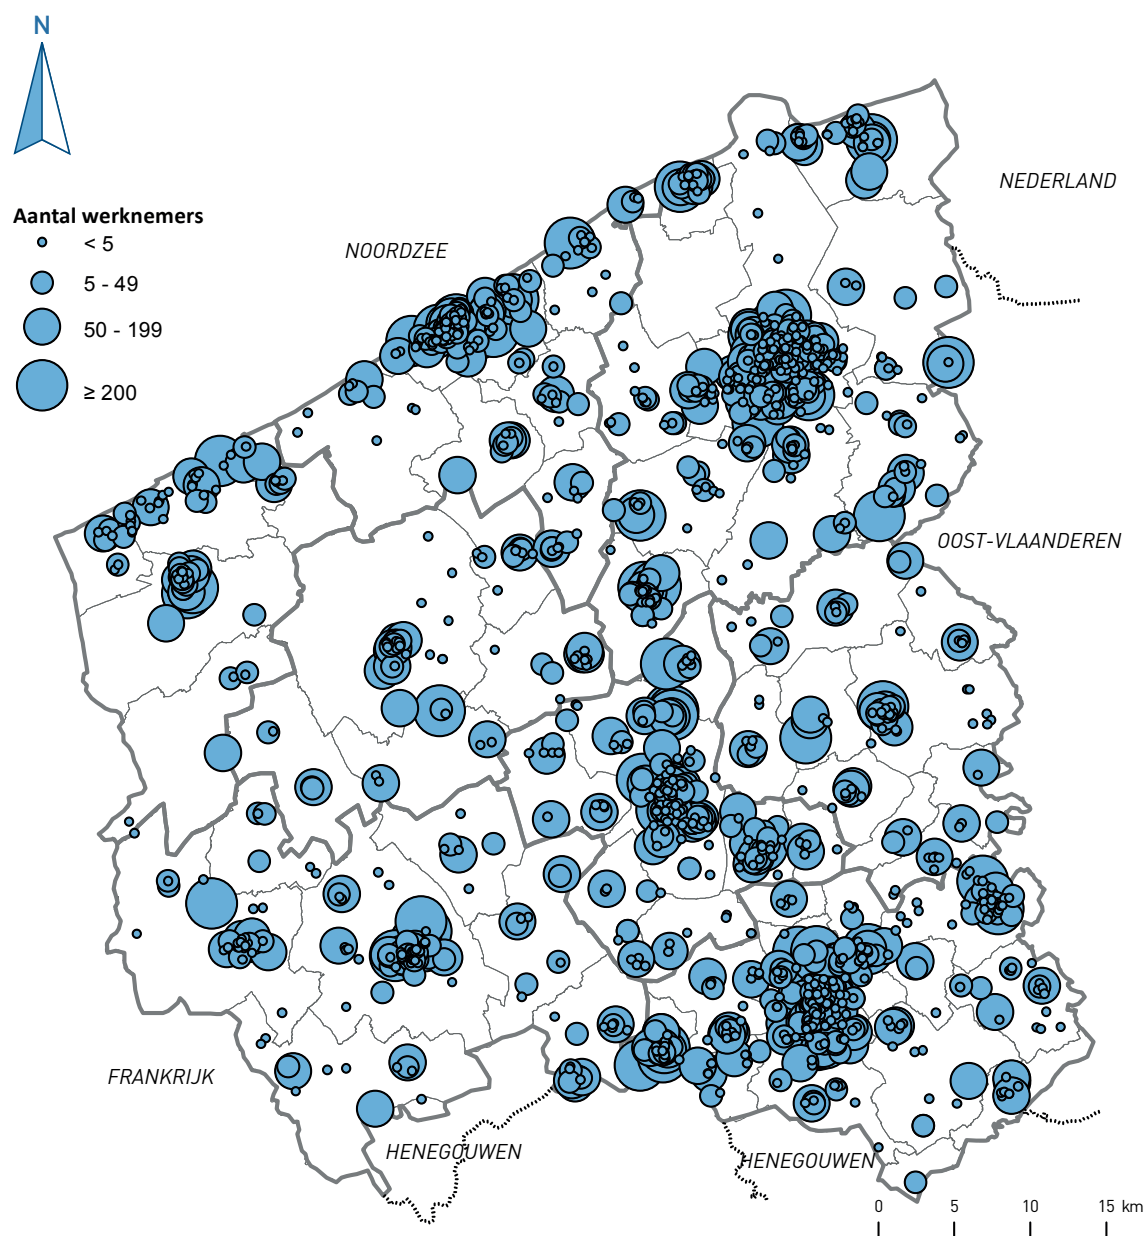 N
Aantal werknemers
< 5
5 - 49
50 - 199
≥ 200
NOORDZEE
NEDERLAND
OOST-VLAANDEREN
FRANKRIJK
HENEGOUWEN
HENEGOUWEN
0 5 10 15 km